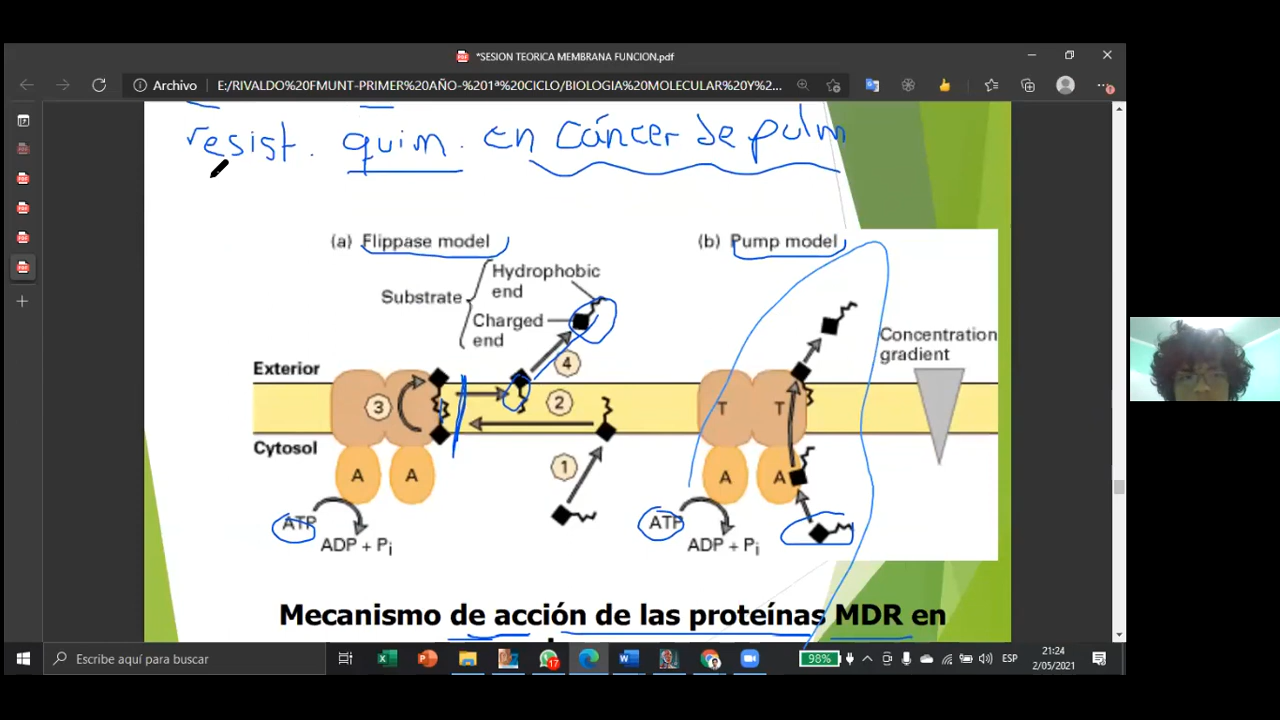 *SESION TEORICA MEMBRANA FUNCION.pdf
Archivo E:/RIVALDO%20FMUNT-PRIMER%20AÑO-%201ª%20CICLO/BIOLOGIA%20MOLECULAR%20Y%2...
resist. quim. en Cáncer de pulm
(a) Flippase model
(b) Pump model
Substrate
Hydrophobic
end
Charged
end
Concentration
gradient
Exterior
4
3
2
T T
Cytosol
1
A A
A A
ATP
ADP + Pi
ATP
ADP + Pi
Mecanismo de acción de las proteínas MDR en
Escribe aquí para buscar
17
98%
ESP
21:24
2/05/2021